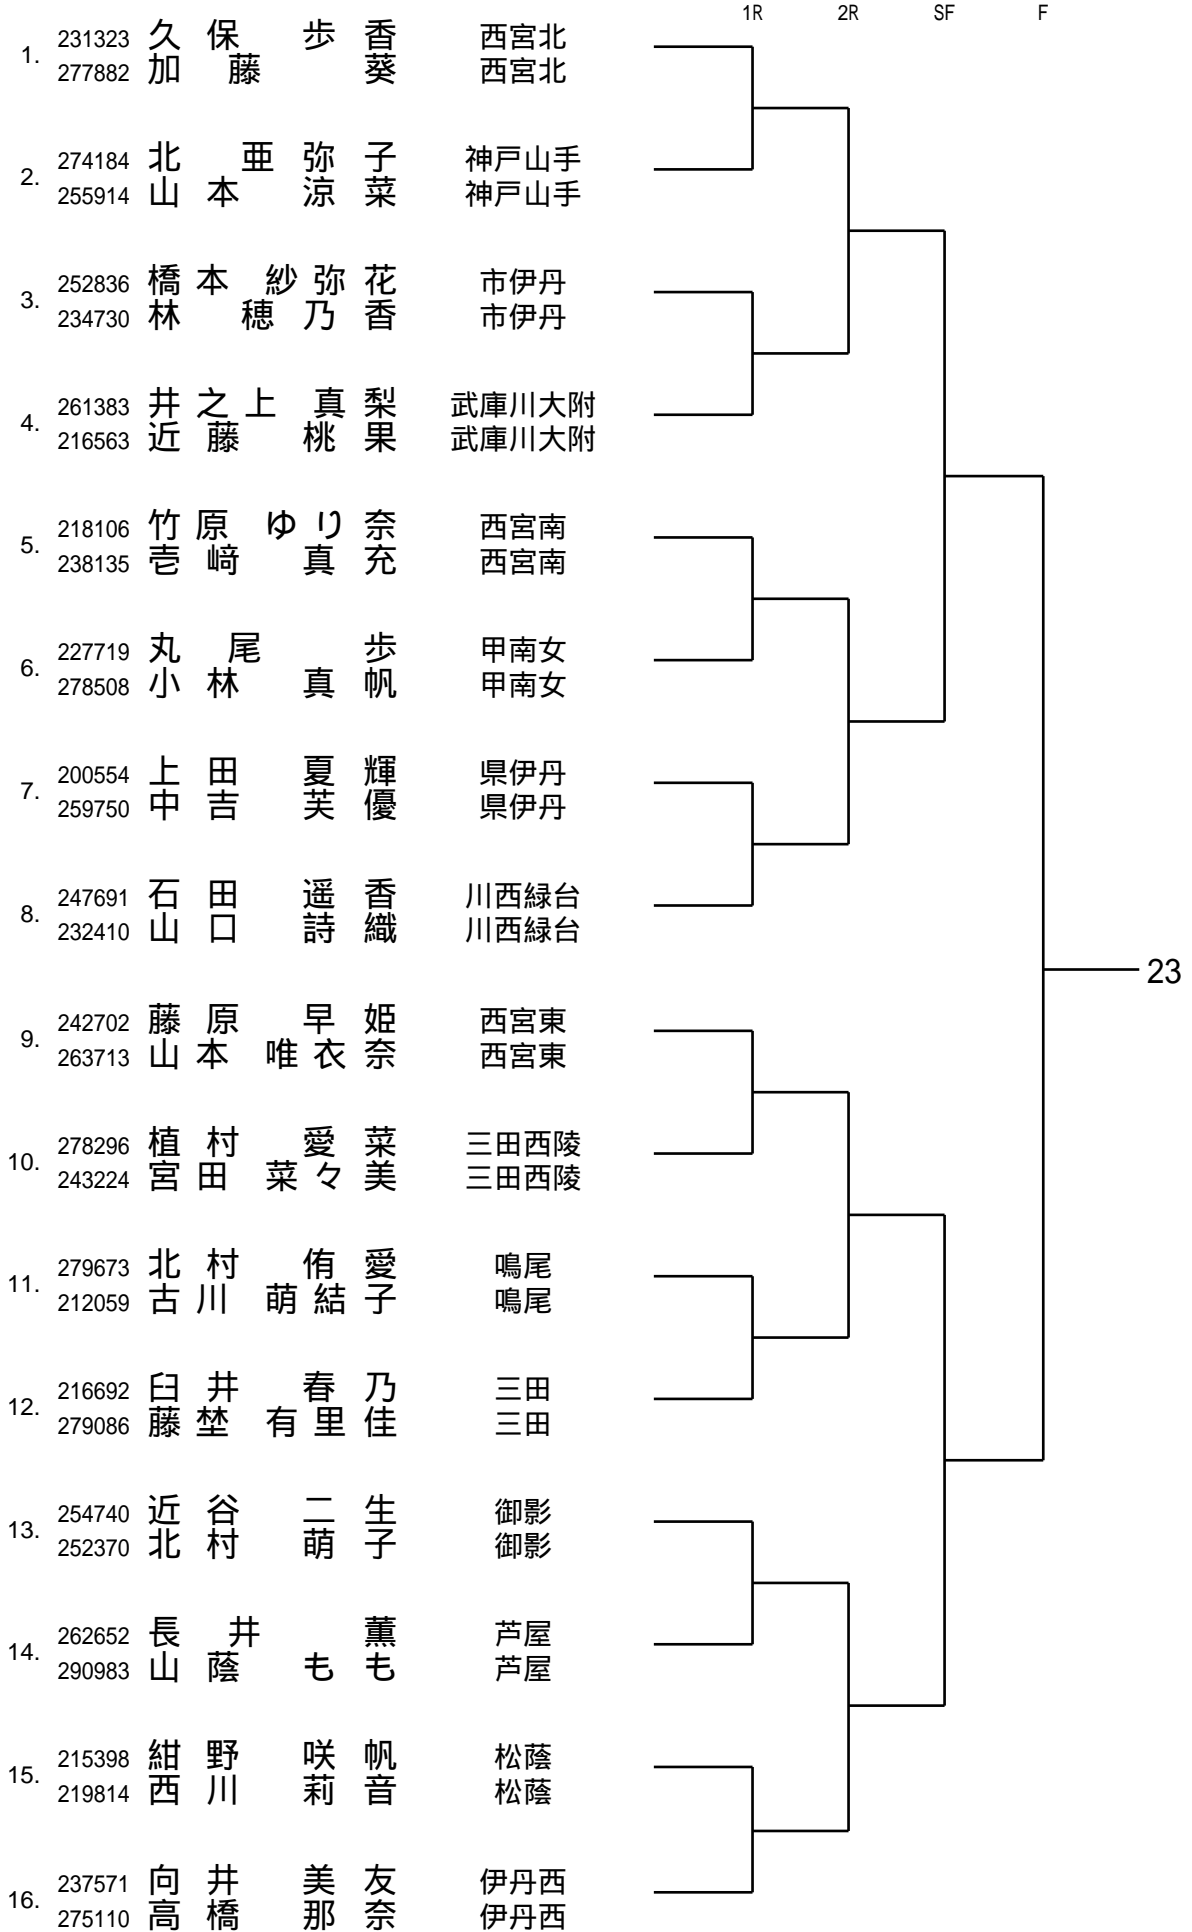 1R 2R SF F
1. 231323 久保 歩香 西宮北
277882 加藤 葵 西宮北
2. 274184 北 亜弥子 神戸山手
255914 山本 涼菜 神戸山手
3. 252836 橋本 紗弥花 市伊丹
234730 林 穂乃香 市伊丹
4. 261383 井之上 真梨 武庫川大附
216563 近藤 桃果 武庫川大附
5. 218106 竹原 ゆり奈 西宮南
238135 壱﨑 真充 西宮南
6. 227719 丸尾 歩 甲南女
278508 小林 真帆 甲南女
7. 200554 上田 夏輝 県伊丹
259750 中吉 芙優 県伊丹
8. 247691 石田 遥香 川西緑台
232410 山口 詩織 川西緑台
23
9. 242702 藤原 早姫 西宮東
263713 山本 唯衣奈 西宮東
10. 278296 植村 愛菜 三田西陵
243224 宮田 菜々美 三田西陵
11. 279673 北村 侑愛 鳴尾
212059 古川 萌結子 鳴尾
12. 216692 臼井 春乃 三田
279086 藤埜 有里佳 三田
13. 254740 近谷 二生 御影
252370 北村 萌子 御影
14. 262652 長井 薫 芦屋
290983 山蔭 もも 芦屋
15. 215398 紺野 咲帆 松蔭
219814 西川 莉音 松蔭
16. 237571 向井 美友 伊丹西
275110 高橋 那奈 伊丹西